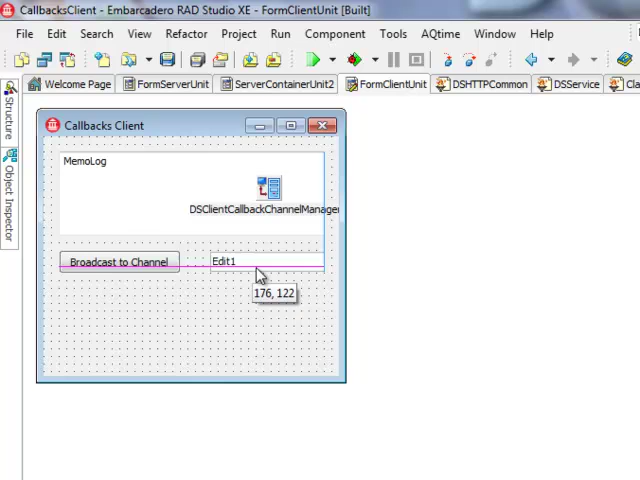 CallbacksClient - Embarcadero RAD Studio XE - FormClientUnit [Built]
File Edit Search View Refactor Project Run Component Tools AQtime Window Help
Welcome Page FormServerUnit ServerContainerUnit2 FormClientUnit DSHTTPCommon DSService Cla
Structure
Object Inspector
Callbacks Client
MemoLog
DSClientCallbackChannelManager
Broadcast to Channel Edit1
176, 122